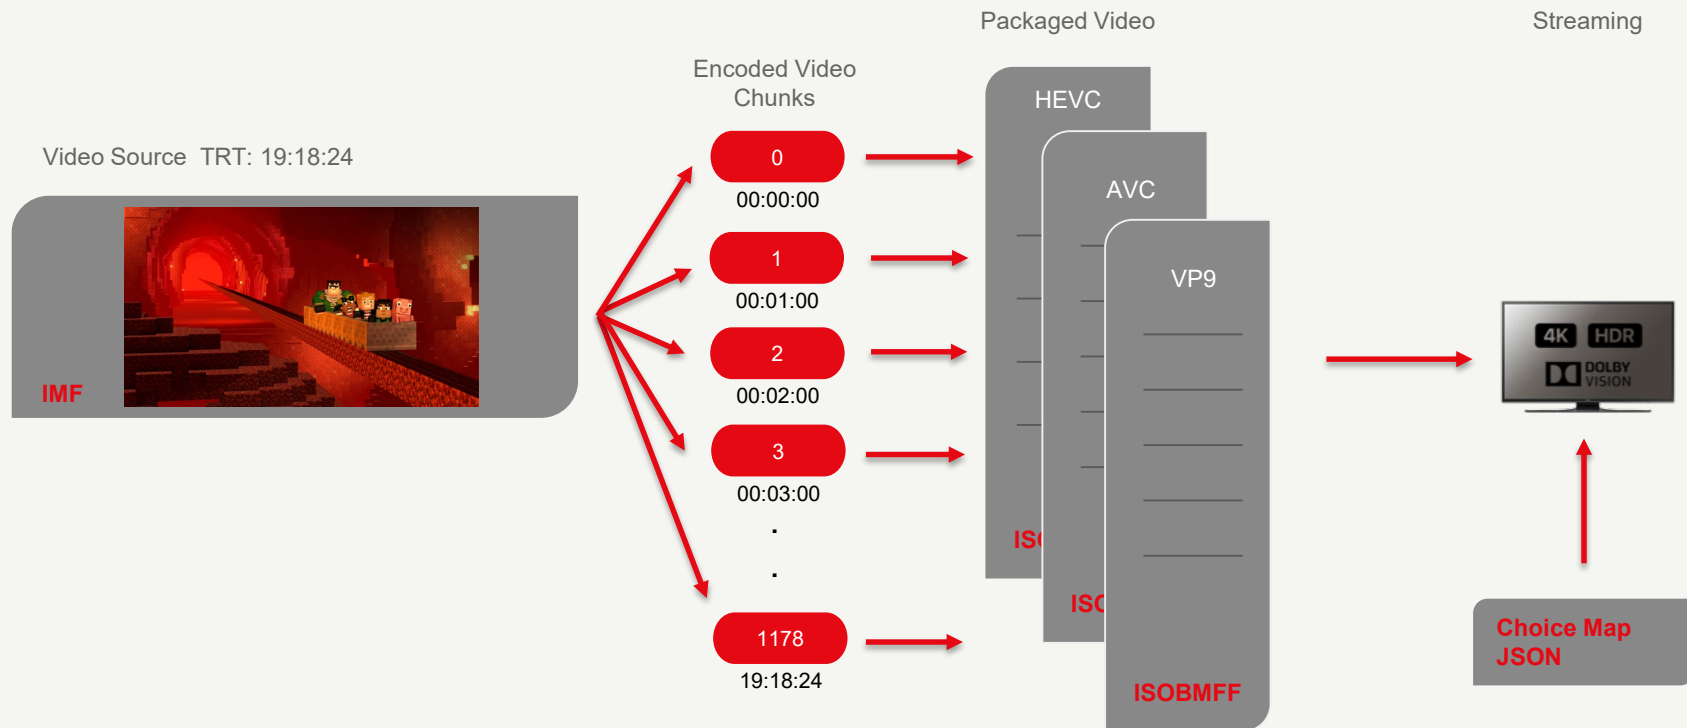 Packaged Video
Streaming
Encoded Video
Chunks
Video Source  TRT: 19:18:24
IMF
0
00:00:00
1
00:01:00
2
00:02:00
3
00:03:00
.
.
1178
19:18:24
HEVC
ISO
AVC
ISO
VP9
ISOBMFF
4K HDR
DOLBY
VISION
Choice Map
JSON